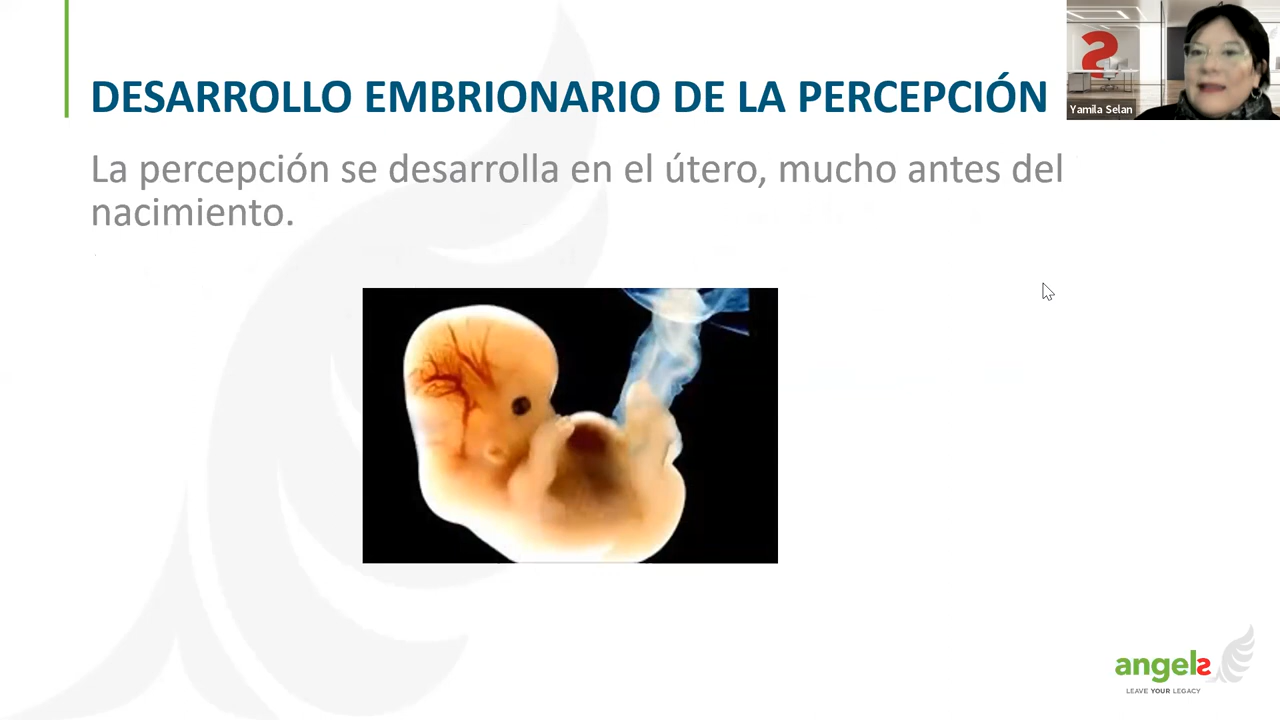 DESARROLLO EMBRIONARIO DE LA PERCEPCIÓN
Yamila Selan
La percepción se desarrolla en el útero, mucho antes del
nacimiento.
angels
LEAVE YOUR LEGACY